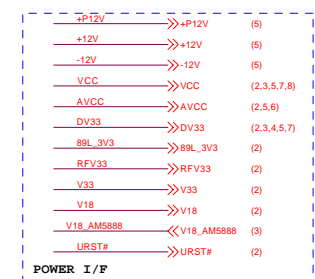 +P12V +P12V (5)
+12V +12V (5)
-12V -12V (5)
VCC VCC (2,3,5,7,8)
AVCC AVCC (2,5,6)
DV33 DV33 (2,3,4,5,7)
89L_3V3 89L_3V3 (2)
RFV33 RFV33 (2)
V33 V33 (2)
V18 V18 (2)
V18_AM5888 V18_AM5888 (3)
URST# URST# (2)
POWER I/F